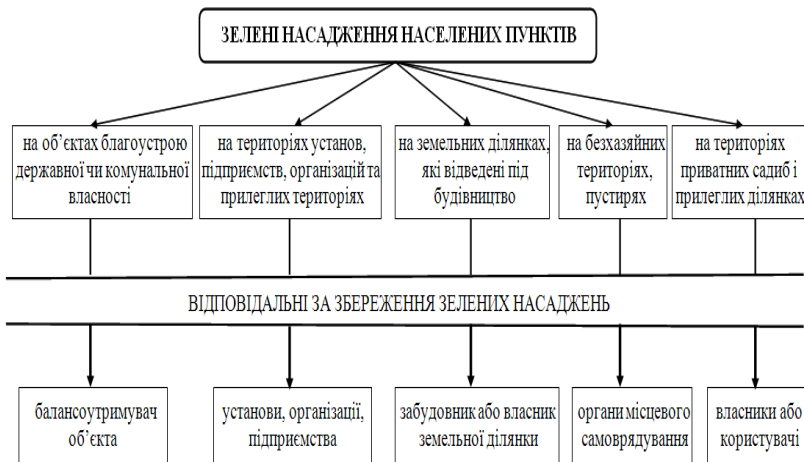 ЗЕЛЕНІ НАСАДЖЕННЯ НАСЕЛЕНИХ ПУНКТІВ
на об’єктах благоустрою
державної чи комунальної
власності
на територіях установ,
підприємств, організацій та
прилеглих територіях
на земельних ділянках,
які відведені під
будівництво
на безхазяйних
територіях,
пустирях
на територіях
приватних садиб і
прилеглих ділянках
ВІДПОВІДАЛЬНІ ЗА ЗБЕРЕЖЕННЯ ЗЕЛЕНИХ НАСАДЖЕНЬ
балансоутримувач
об’єкта
установи, організації,
підприємства
забудовник або власник
земельної ділянки
органи місцевого
самоврядування
власники або
користувачі